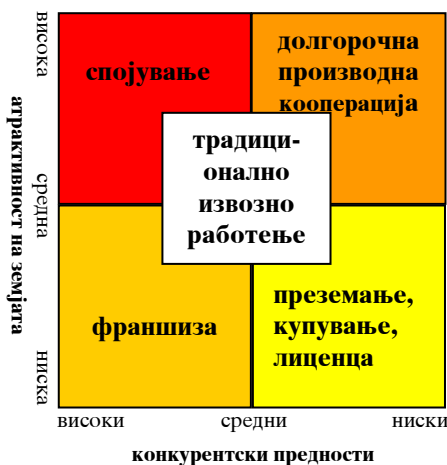 висока
средна
ниска
атрактивност на земјата
спојување
долгорочна
производна
кооперација
традици-
онално
извозно
работење
франшиза
преземање,
купување,
лиценца
високи
средни
ниски
конкурентски предности